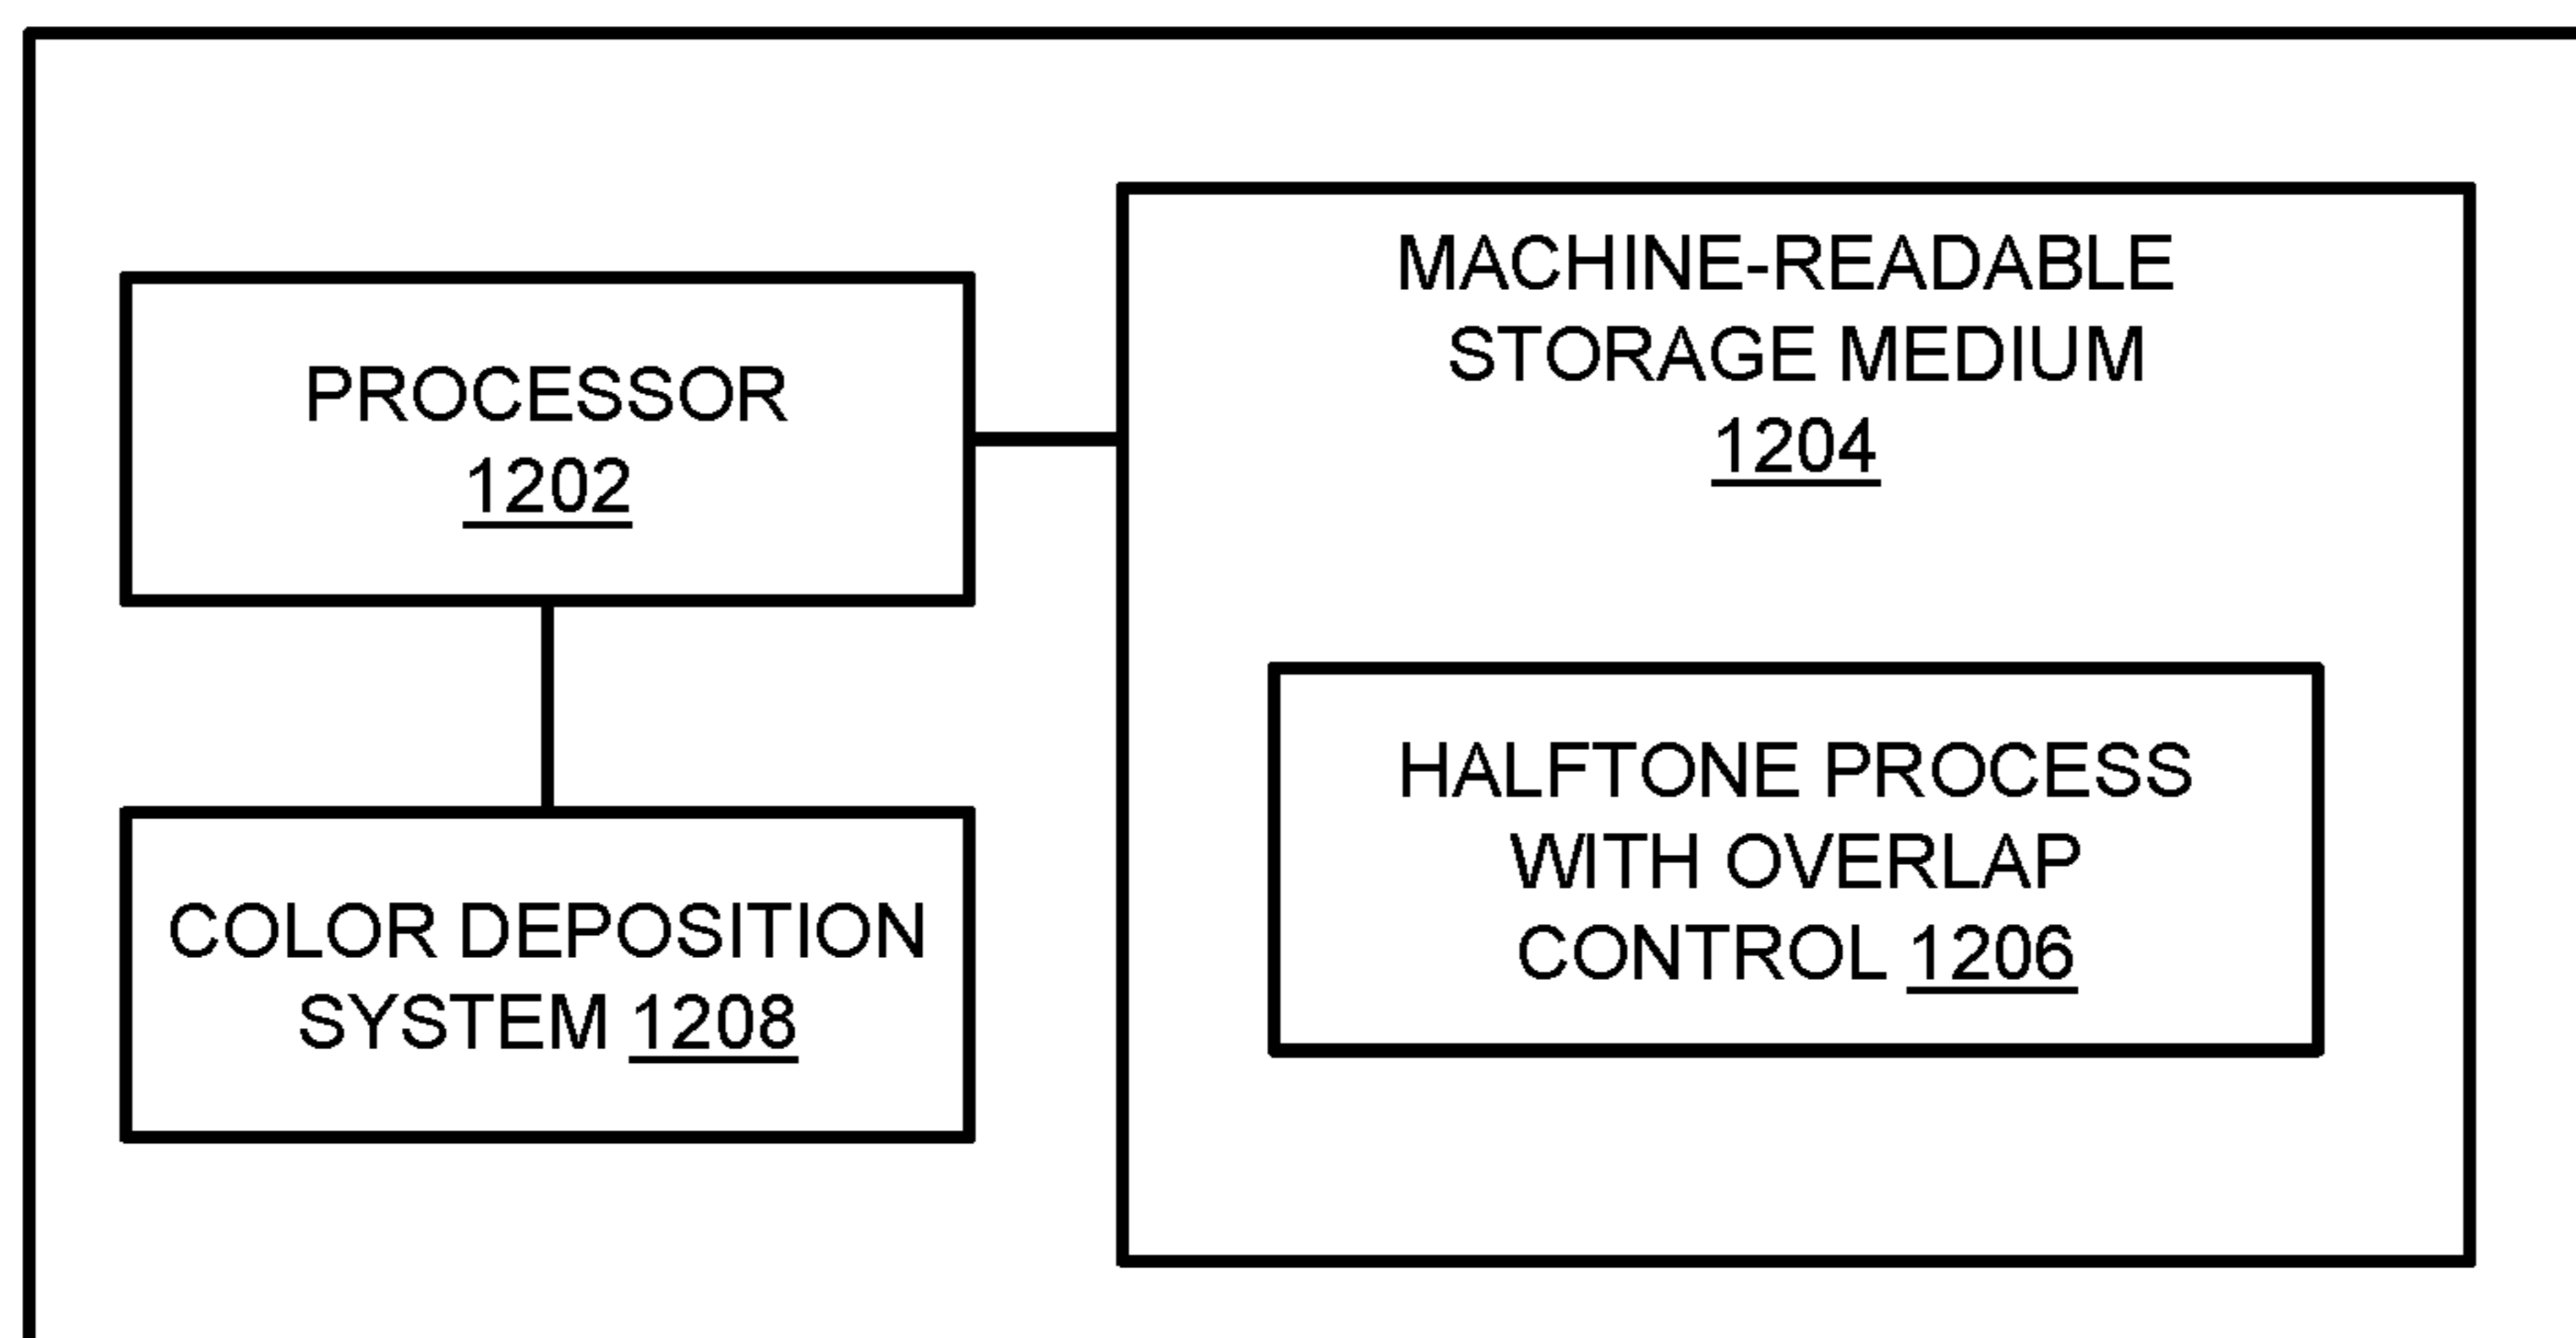 PROCESSOR
1202
MACHINE-READABLE
STORAGE MEDIUM
1204
COLOR DEPOSITION
SYSTEM 1208
HALFTONE PROCESS
WITH OVERLAP
CONTROL 1206